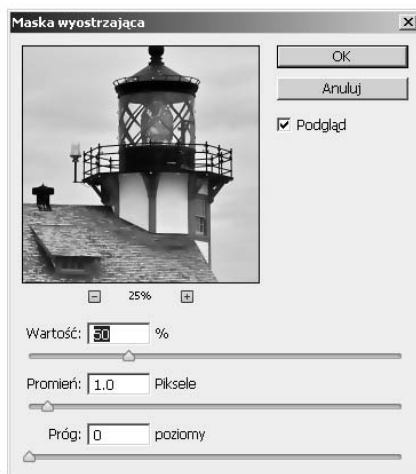 Maska wyostrzająca
OK
Anuluj
Podgląd
25%
Wartość: 50 %
Promień: 1.0 Piksele
Próg: 0 poziomy